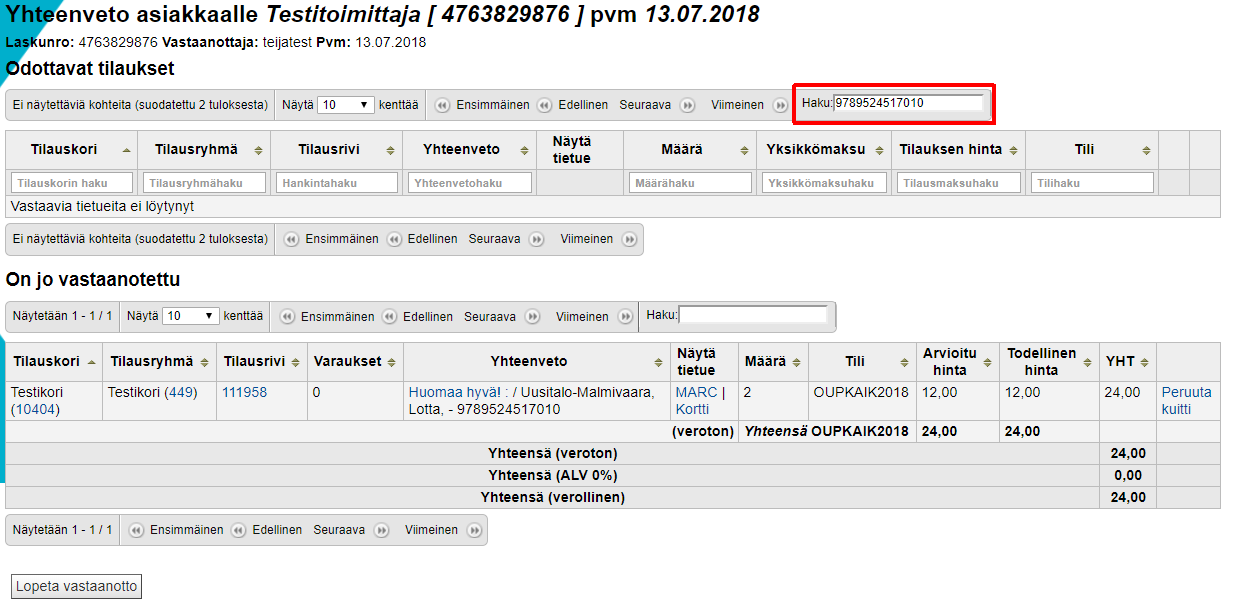 Yhteenveto asiakkaalle Testitoimittaja [ 4763829876 ] pvm 13.07.2018
Laskunro: 4763829876 Vastaanottaja: teijatest Pvm: 13.07.2018
Odottavat tilaukset
Ei näytettäviä kohteita (suodatettu 2 tuloksesta) Näytä 10 kenttää Ensimmäinen Edellinen Seuraava Viimeinen Haku: 9789524517010
Tilauskori Tilausryhmä Tilausrivi Yhteenveto Näytä tietue Määrä Yksikkömaksu Tilauksen hinta Tili
Tilauskorin haku Tilausryhmähaku Hankintahaku Yhteenvetohaku Määrähaku Yksikkömaksuhaku Tilausmaksuhaku Tilihaku
Vastaavia tietueita ei löytynyt
Ei näytettäviä kohteita (suodatettu 2 tuloksesta) Ensimmäinen Edellinen Seuraava Viimeinen
On jo vastaanotettu
Näytetään 1 - 1 / 1 Näytä 10 kenttää Ensimmäinen Edellinen Seuraava Viimeinen Haku:
Tilauskori Tilausryhmä Tilausrivi Varaukset Yhteenveto Näytä tietue Määrä Tili Arvioitu hinta Todellinen hinta YHT
Testikori Testikori (449) 111958 0 Huomaa hyvä! : / Uusitalo-Malmivaara, MARC | 2 OUPKAIK2018 12,00 12,00 24,00 Peruuta
(10404) Lotta, - 9789524517010 Kortti kuitti
(veroton) Yhteensä OUPKAIK2018 24,00 24,00
Yhteensä (veroton) 24,00
Yhteensä (ALV 0%) 0,00
Yhteensä (verollinen) 24,00
Näytetään 1 - 1 / 1 Ensimmäinen Edellinen Seuraava Viimeinen
Lopeta vastaanotto